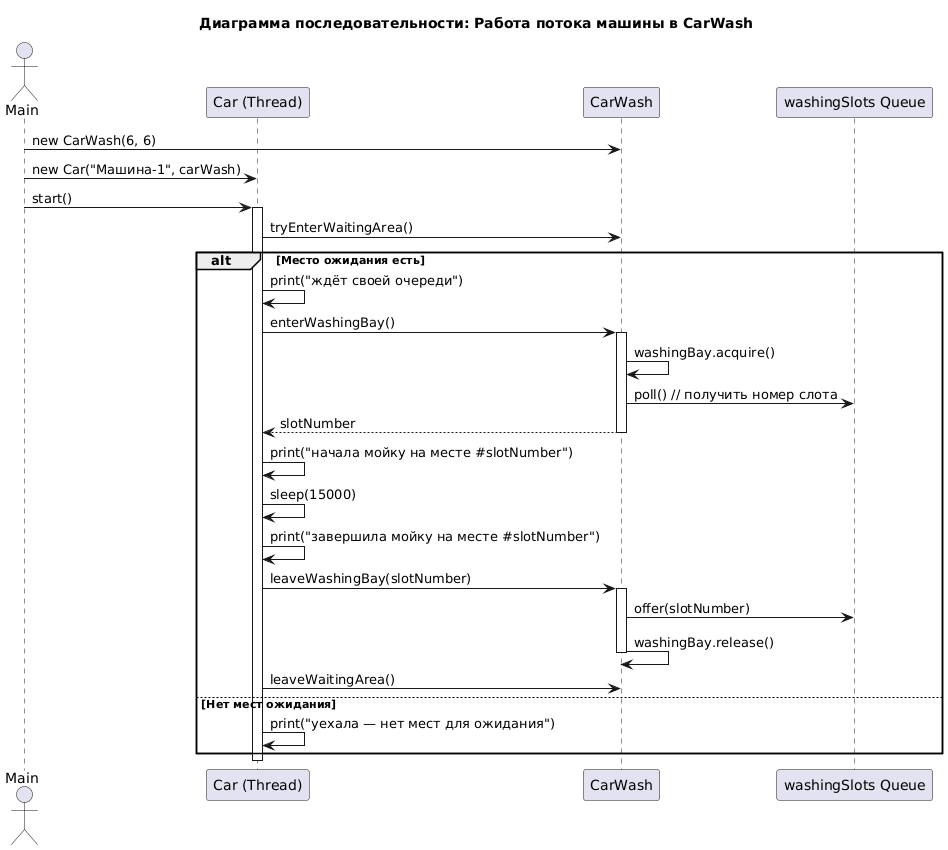 Диаграмма последовательности: Работа потока машины в CarWash
Main
Car (Thread)
CarWash
washingSlots Queue
new CarWash(6, 6)
new Car("Машина-1", carWash)
start()
tryEnterWaitingArea()
alt
[Место ожидания есть]
print("ждёт своей очереди")
enterWashingBay()
washingBay.acquire()
poll() // получить номер слота
slotNumber
print("начала мойку на месте #slotNumber")
sleep(15000)
print("завершила мойку на месте #slotNumber")
leaveWashingBay(slotNumber)
offer(slotNumber)
washingBay.release()
leaveWaitingArea()
[Нет мест ожидания]
print("уехала — нет мест для ожидания")
Main
Car (Thread)
CarWash
washingSlots Queue